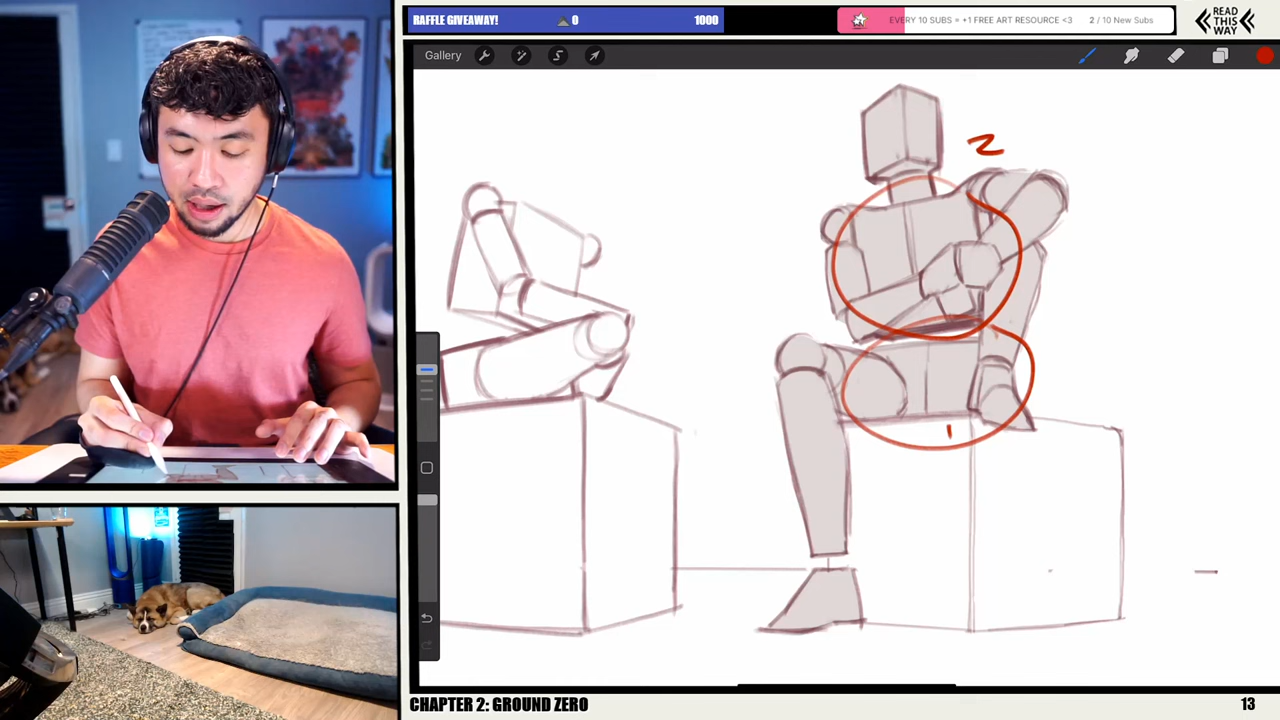 RAFFLE GIVEAWAY! 0 1000
EVERY 10 SUBS = +1 FREE ART RESOURCE <3 2 / 10 New Subs
READ
THIS
WAY
Gallery
2
1
CHAPTER 2: GROUND ZERO 13